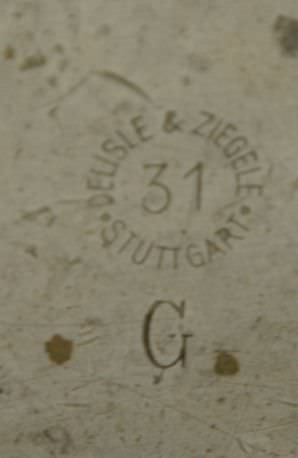 DELISLE & ZIEGELE
31
• STUTTGART •
G